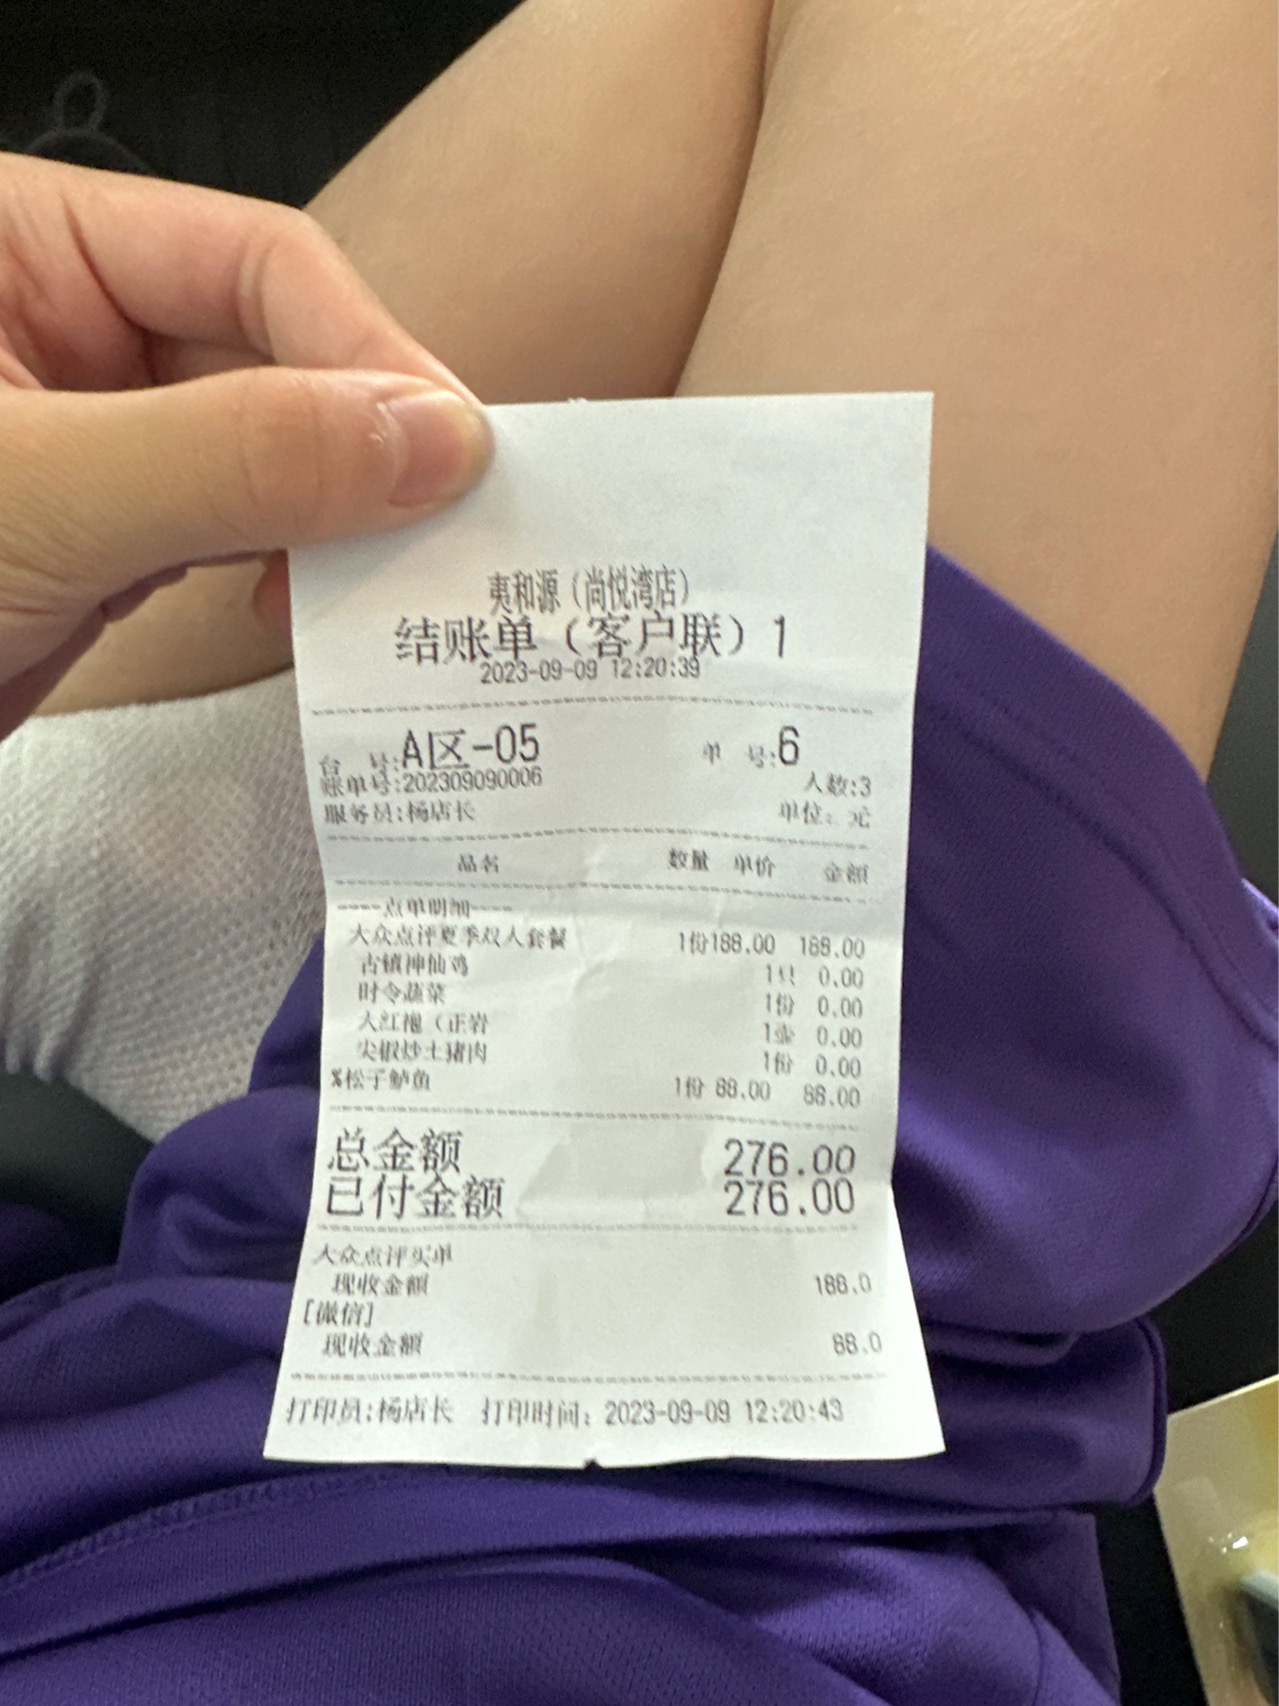 夷和源（尚悦湾店）
结账单（客户联）1
2023-09-09 12:20:39
台 号:A区-05 单 号:6
账单号:202309090006 人数:3
服务员:杨店长 单位: 元
品名 数量 单价 金额
----点单明细----
大众点评夏季双人套餐 1份188.00 188.00
古镇神仙鸡 1只 0.00
时令蔬菜 1份 0.00
大红袍（正岩 1壶 0.00
尖椒炒土猪肉 1份 0.00
%松子鲈鱼 1份 88.00 88.00
总金额 276.00
已付金额 276.00
大众点评买单
现收金额 188.0
[微信]
现收金额 88.0
打印员:杨店长 打印时间: 2023-09-09 12:20:43